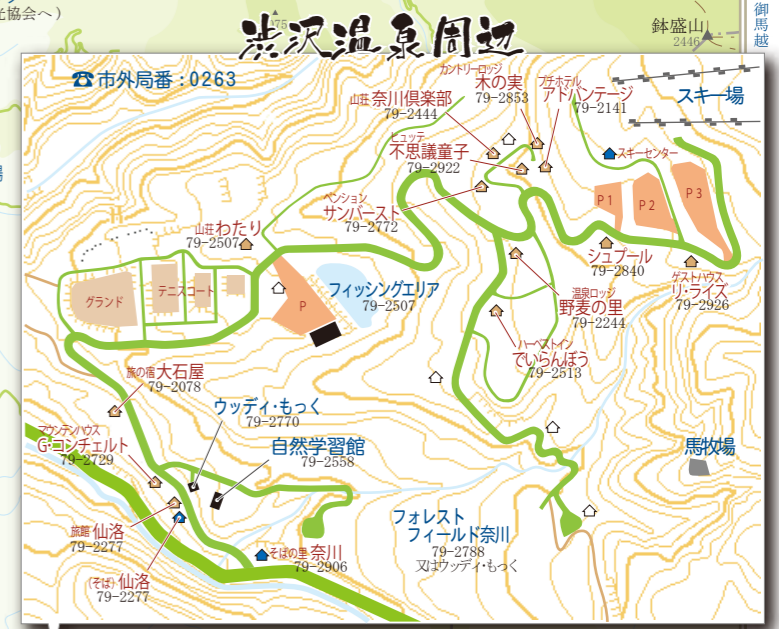 光協会へ)
渋沢温泉周辺
御馬越
鉢盛山
2446
☎市外局番：0263
カントリーロッジ
木の実
79-2853
プチホテル
アドバンテージ
79-2141
スキー場
山荘 奈川倶楽部
79-2444
ヒュッテ
不思議童子
79-2922
スキーセンター
ペンション
サンバースト
79-2772
P 1
P 2
P 3
山荘わたり
79-2507
シュプール
79-2840
ゲストハウス
リ・ライズ
79-2926
グランド
テニスコート
P
フィッシングエリア
79-2507
温泉ロッジ
野麦の里
79-2244
ハーベストイン
でいらんぼう
79-2513
旅の宿 大石屋
79-2078
ウッディ・もっく
79-2770
マウンテンハウス
G・コンチェルト
79-2729
自然学習館
79-2558
馬牧場
旅館 仙洛
79-2277
フォレスト
フィールド奈川
79-2788
又はウッディ・もっく
そばの里 奈川
79-2906
(そば) 仙洛
79-2277